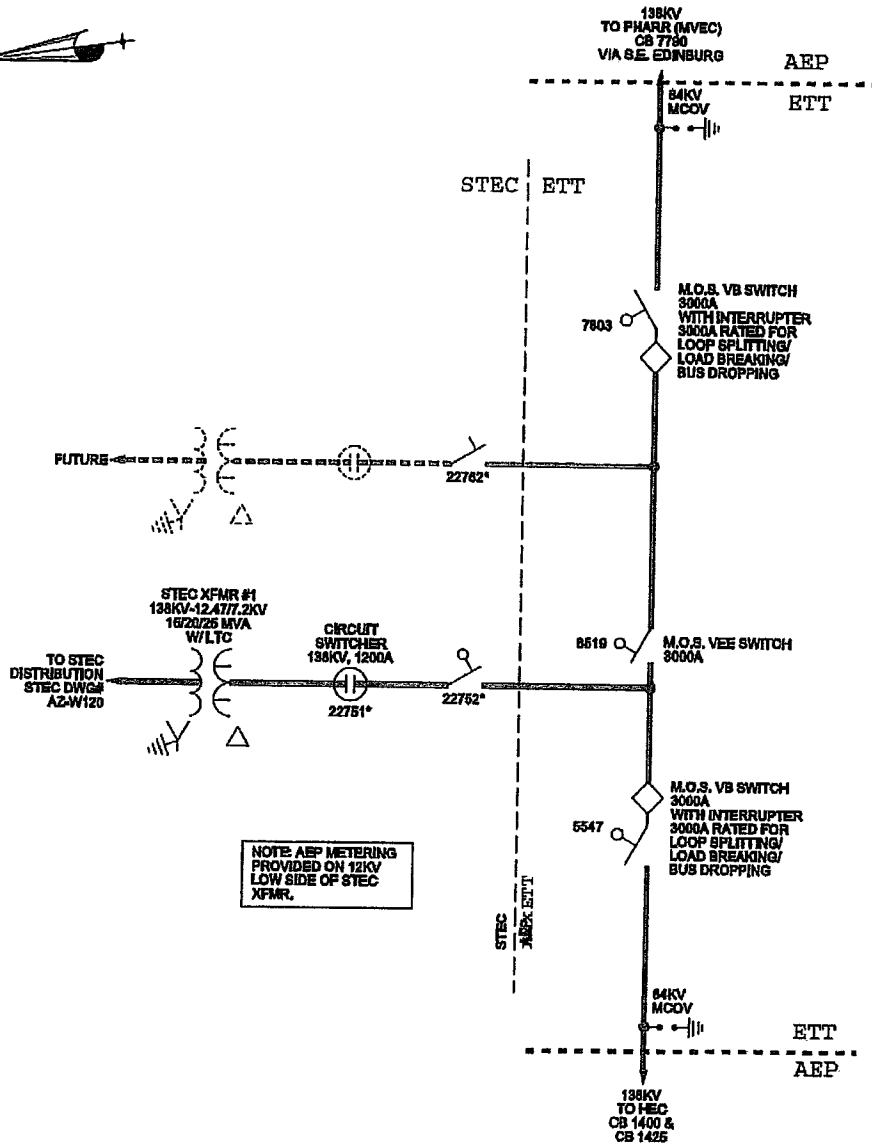 138KV
TO PHARR (MVEC)
CB 7790
VIA S.E. EDINBURG
AEP
ETT
84KV
MCOV
STEC
ETT
M.O.S. VB SWITCH
3000A
WITH INTERRUPTER
3000A RATED FOR
LOOP SPLITTING/
LOAD BREAKING/
BUS DROPPING
7803
FUTURE
22762*
STEC XFMR #1
138KV-12.47/7.2KV
15/20/25 MVA
W/LTC
CIRCUIT
SWITCHER
138KV, 1200A
8519
M.O.S. VEE SWITCH
3000A
TO STEC
DISTRIBUTION
STEC DWG#
AZ-W120
22751*
22752*
M.O.S. VB SWITCH
3000A
WITH INTERRUPTER
3000A RATED FOR
LOOP SPLITTING/
LOAD BREAKING/
BUS DROPPING
5547
NOTE: AEP METERING
PROVIDED ON 12KV
LOW SIDE OF STEC
XFMR.
STEC
ETT
84KV
MCOV
ETT
AEP
138KV
TO HEC
CB 1400 &
CB 1425